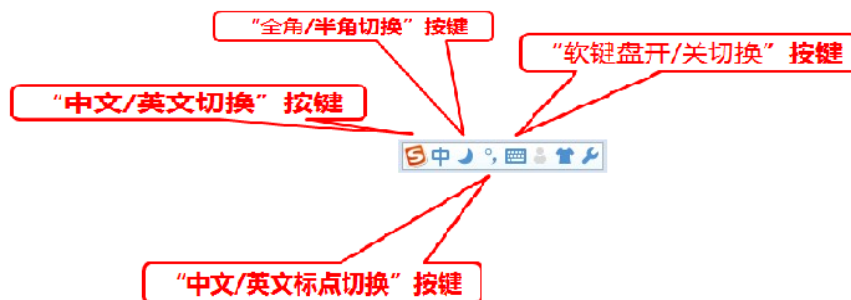 “全角/半角切换”按键
“软键盘开/关切换”按键
“中文/英文切换”按键
S中
“中文/英文标点切换”按键